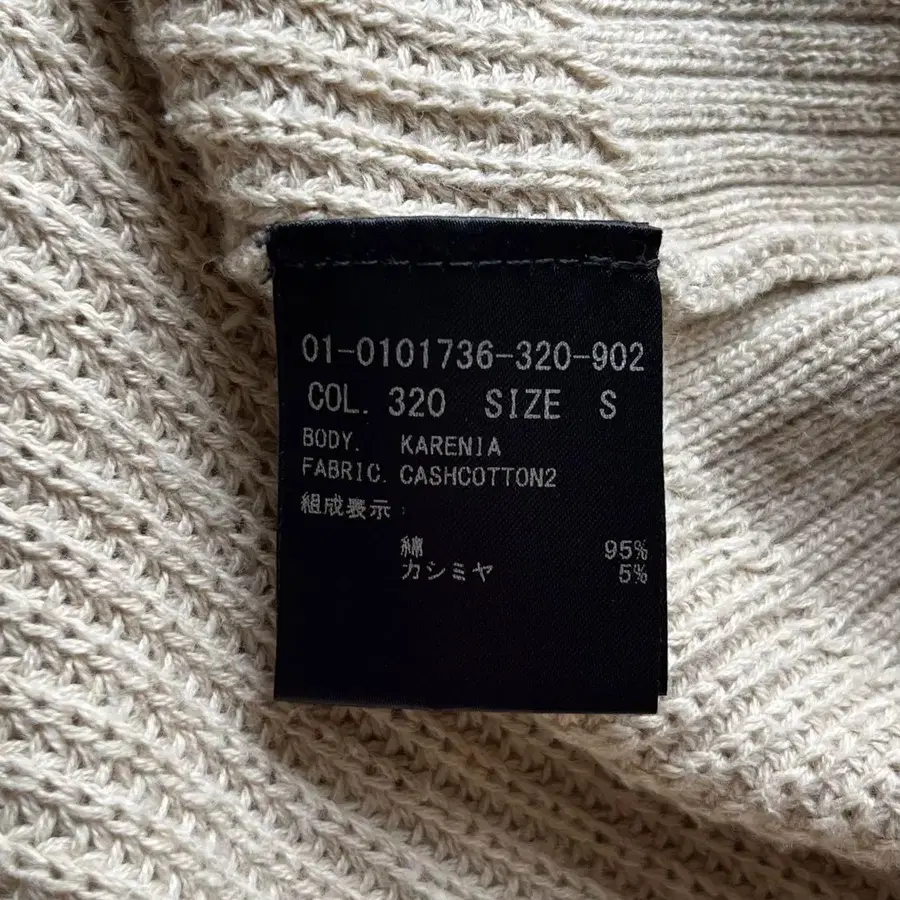 01-0101736-320-902
COL. 320 SIZE S
BODY. KARENIA
FABRIC. CASHCOTTON2
組成表示:
綿 95%
カシミヤ 5%